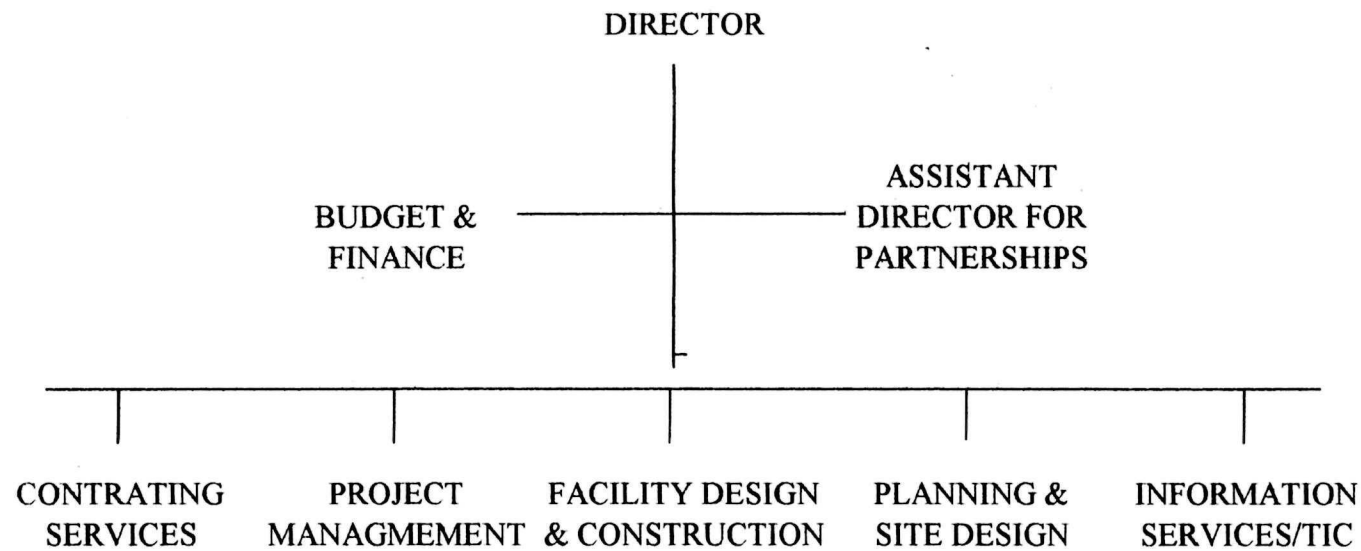 DIRECTOR
BUDGET &
FINANCE
ASSISTANT
DIRECTOR FOR
PARTNERSHIPS
CONTRATING
SERVICES
PROJECT
MANAGMEMENT
FACILITY DESIGN
& CONSTRUCTION
PLANNING &
SITE DESIGN
INFORMATION
SERVICES/TIC